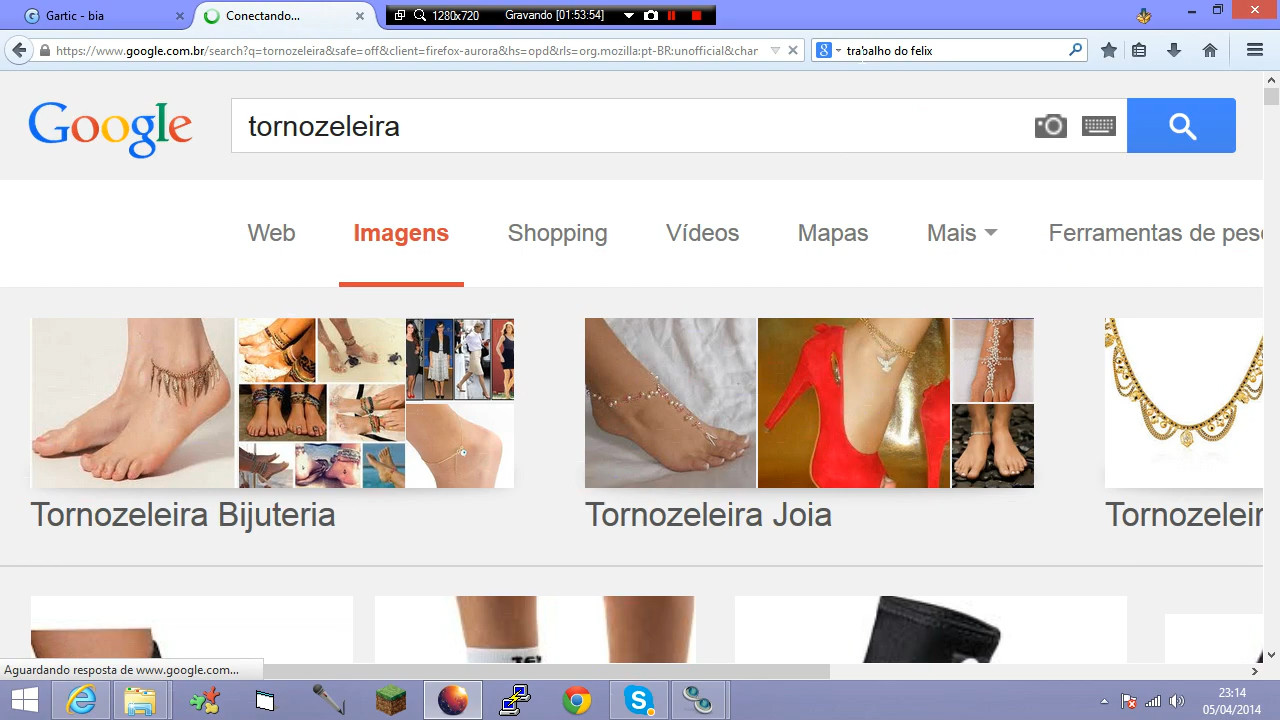 Gartic - bia
Conectando...
1280x720
Gravando [01:53:54]
https://www.google.com.br/search?q=tornozeleira&safe=off&client=firefox-aurora&hs=opd&rls=org.mozilla:pt-BR:unofficial&char
trabalho do felix
Google
tornozeleira
Web
Imagens
Shopping
Vídeos
Mapas
Mais
Ferramentas de pesc
Tornozeleira Bijuteria
Tornozeleira Joia
Tornozeleir
Aguardando resposta de www.google.com...
23:14
05/04/2014